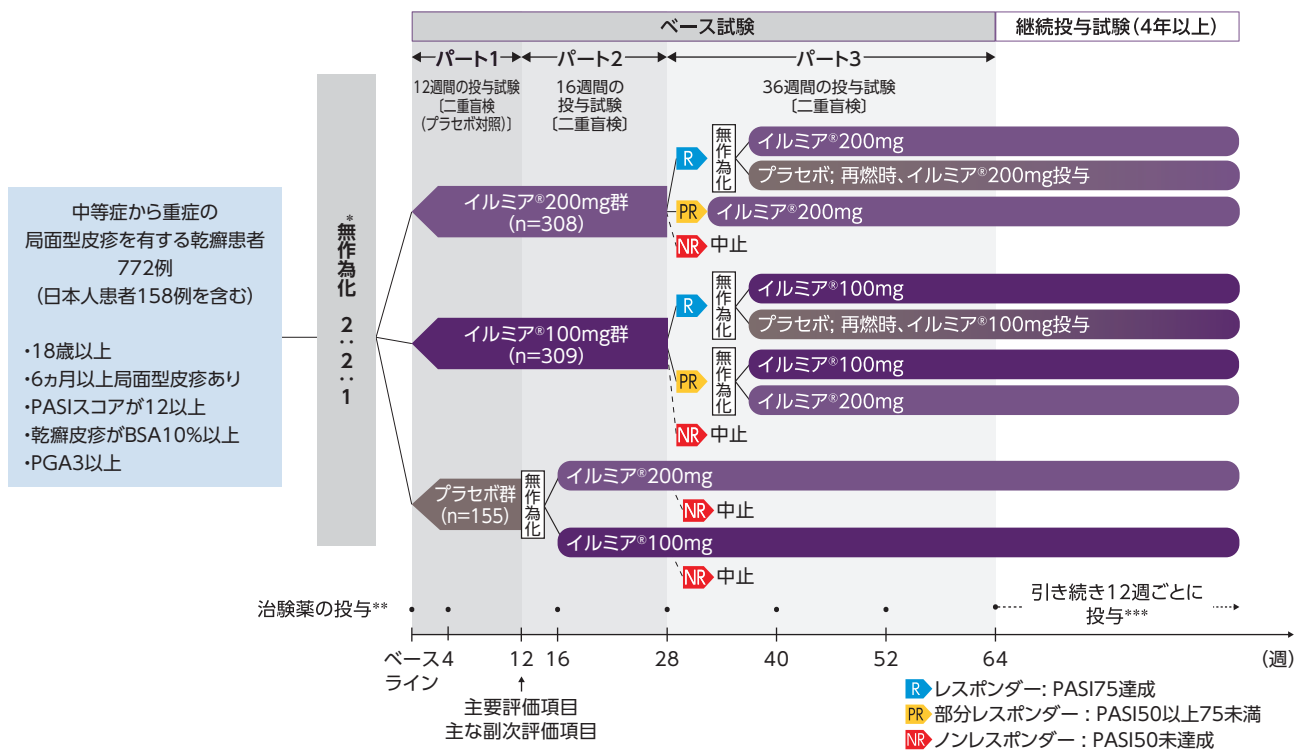 ベース試験
継続投与試験（4年以上）
パート1
パート2
パート3
12週間の投与試験
〔二重盲検
（プラセボ対照）〕
16週間の
投与試験
〔二重盲検〕
36週間の投与試験
〔二重盲検〕
中等症から重症の
局面型皮疹を有する乾癬患者
772例
（日本人患者158例を含む）
・18歳以上
・6ヵ月以上局面型皮疹あり
・PASIスコアが12以上
・乾癬皮疹がBSA10%以上
・PGA3以上
*無作為化 2：2：1
イルミア®200mg群
(n=308)
R
無作為化
イルミア®200mg
プラセボ; 再燃時、イルミア®200mg投与
PR
イルミア®200mg
NR 中止
イルミア®100mg群
(n=309)
R
無作為化
イルミア®100mg
プラセボ; 再燃時、イルミア®100mg投与
PR
無作為化
イルミア®100mg
イルミア®200mg
NR 中止
プラセボ群
(n=155)
無作為化
イルミア®200mg
NR 中止
イルミア®100mg
NR 中止
治験薬の投与**
引き続き12週ごとに
投与***
ベース
ライン
4
12
16
28
40
52
64
(週)
主要評価項目
主な副次評価項目
R レスポンダー: PASI75達成
PR 部分レスポンダー : PASI50以上75未満
NR ノンレスポンダー : PASI50未達成